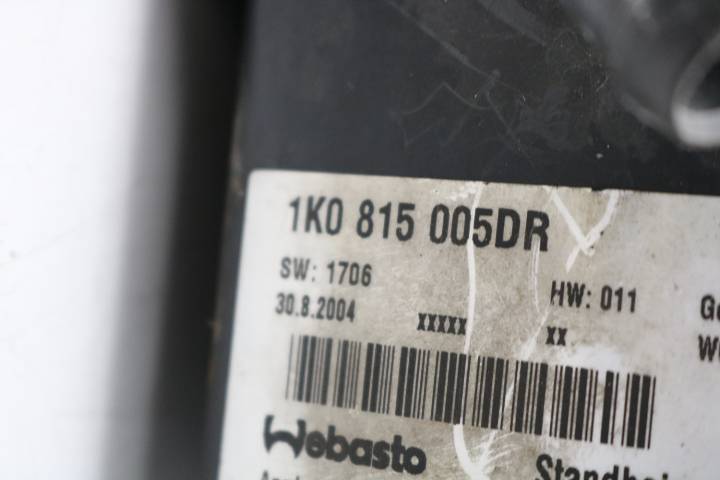 1K0 815 005DR
SW: 1706
HW: 011
30.8.2004
XXXXX
XX
Webasto